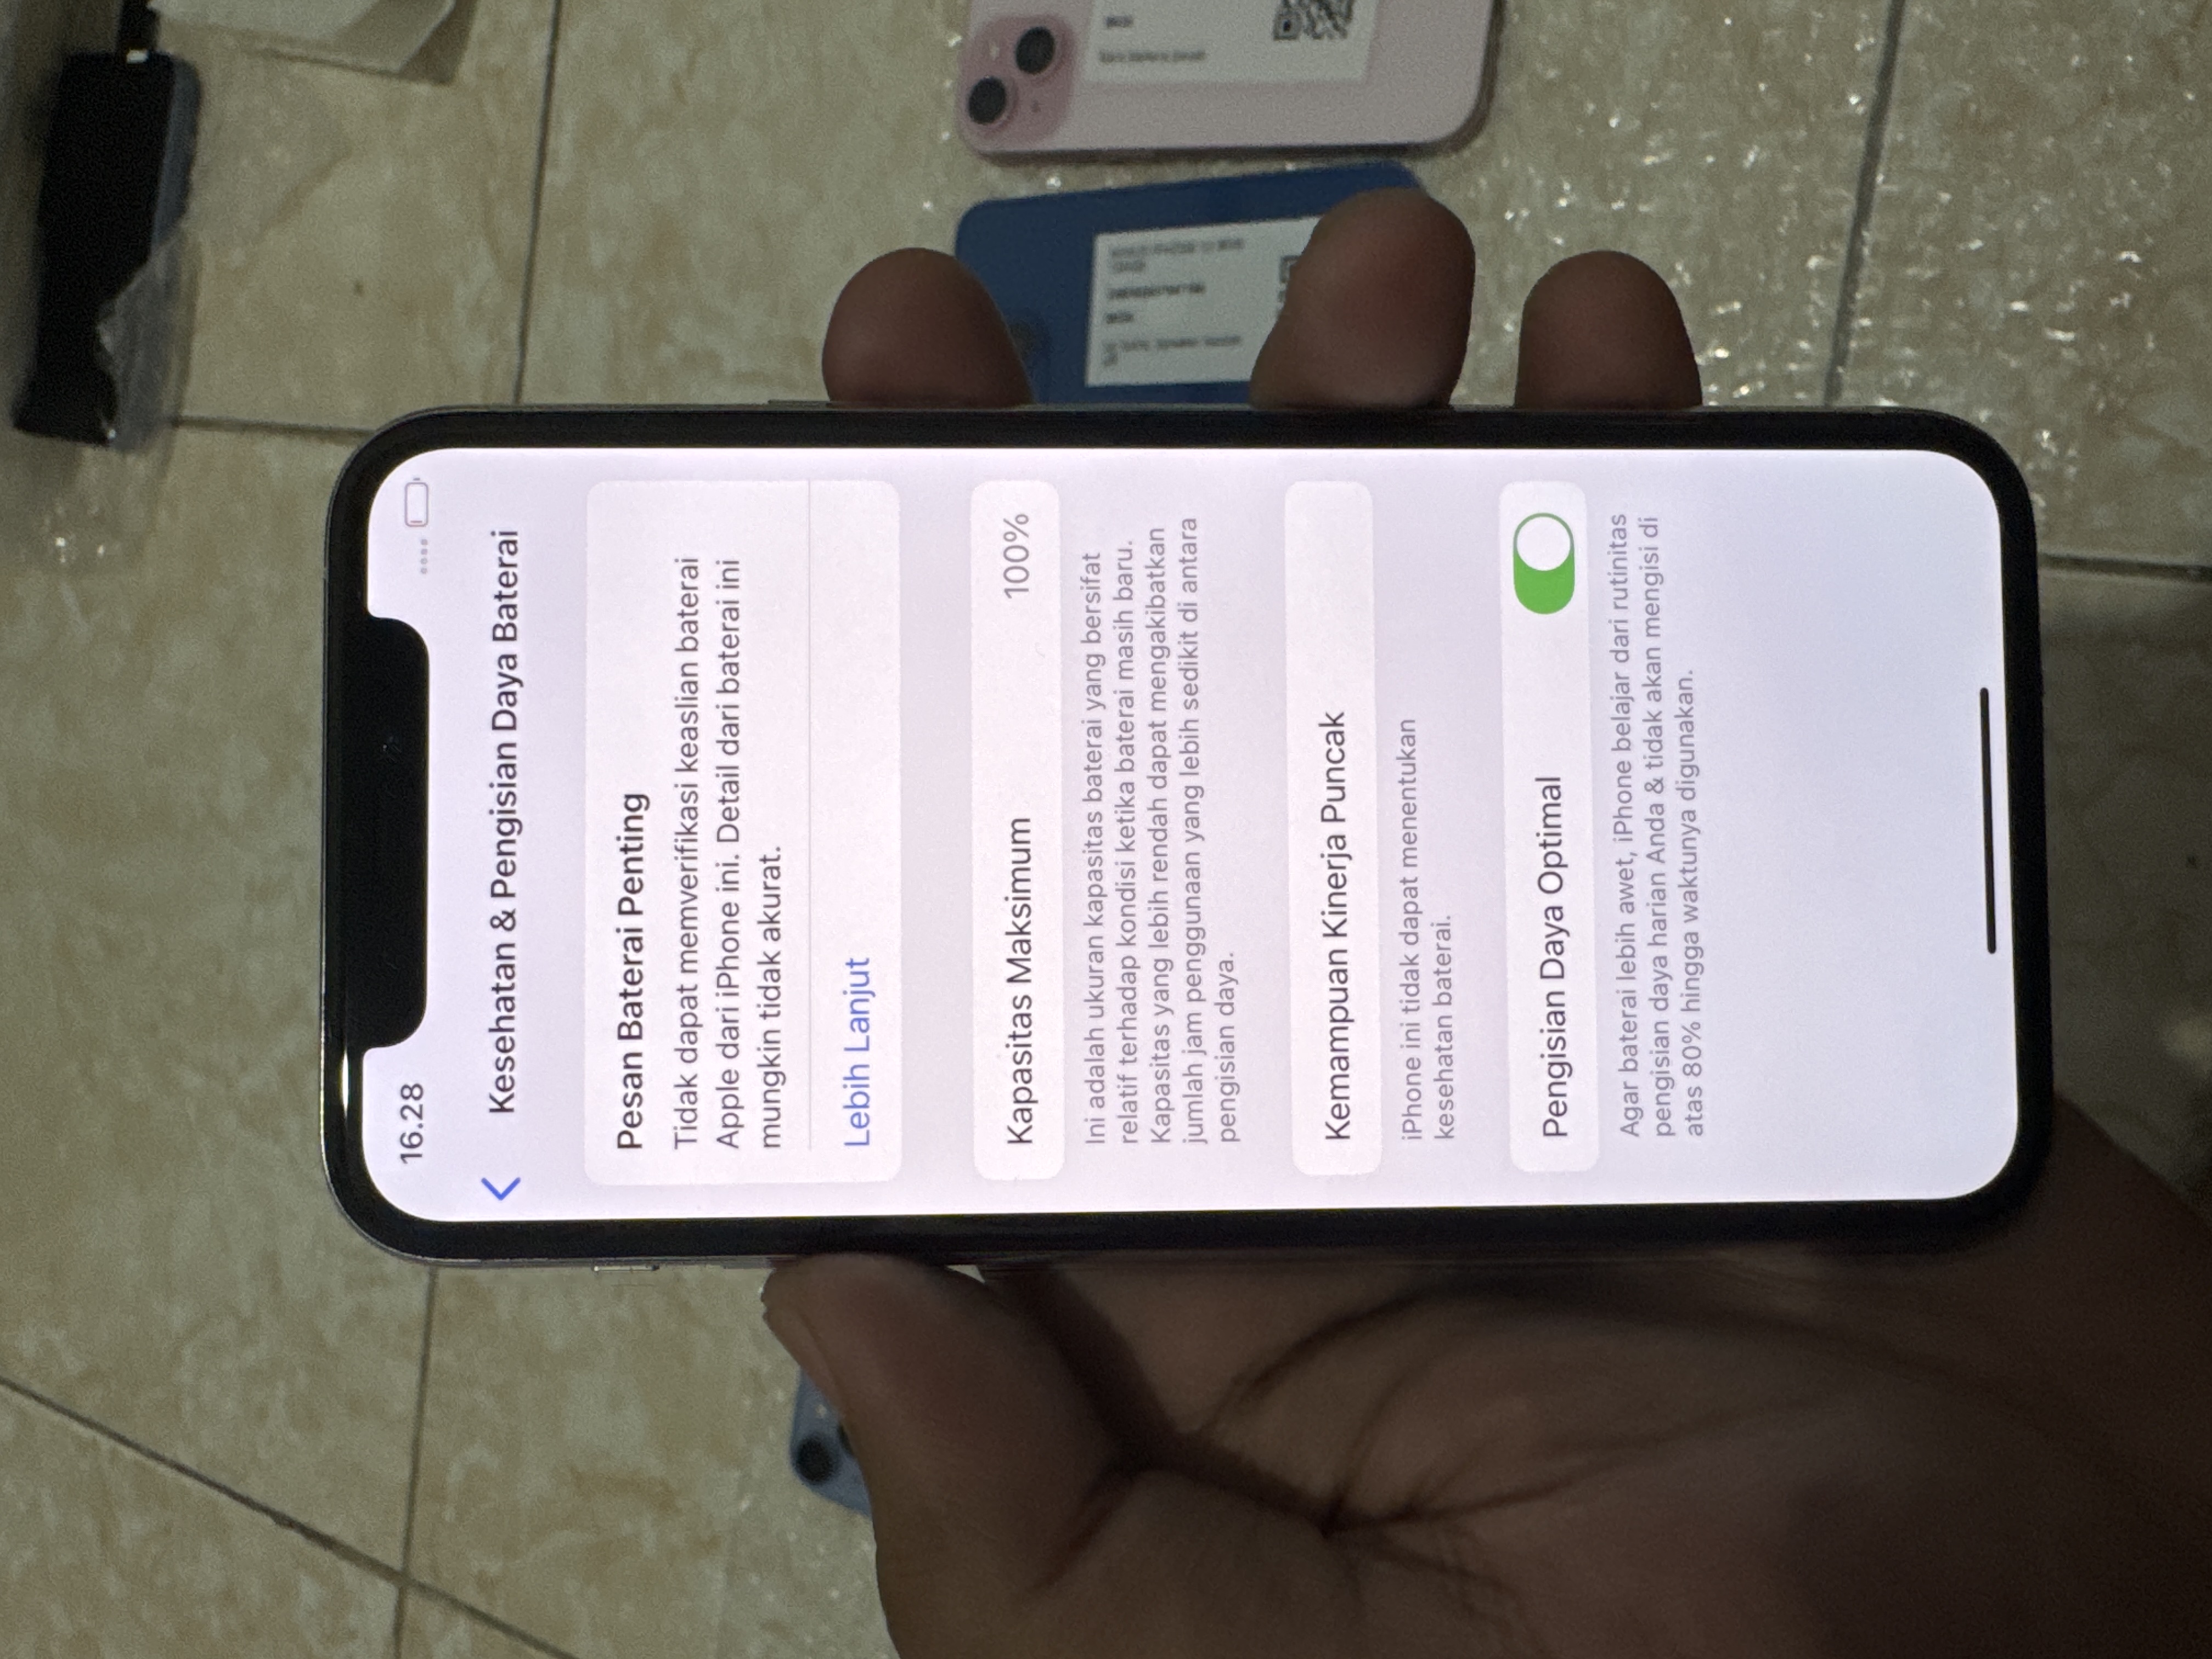 16.28
Kesehatan & Pengisian Daya Baterai
Pesan Baterai Penting
Tidak dapat memverifikasi keaslian baterai
Apple dari iPhone ini. Detail dari baterai ini
mungkin tidak akurat.
Lebih Lanjut
Kapasitas Maksimum 100%
Ini adalah ukuran kapasitas baterai yang bersifat
relatif terhadap kondisi ketika baterai masih baru.
Kapasitas yang lebih rendah dapat mengakibatkan
jumlah jam penggunaan yang lebih sedikit di antara
pengisian daya.
Kemampuan Kinerja Puncak
iPhone ini tidak dapat menentukan
kesehatan baterai.
Pengisian Daya Optimal
Agar baterai lebih awet, iPhone belajar dari rutinitas
pengisian daya harian Anda & tidak akan mengisi di
atas 80% hingga waktunya digunakan.